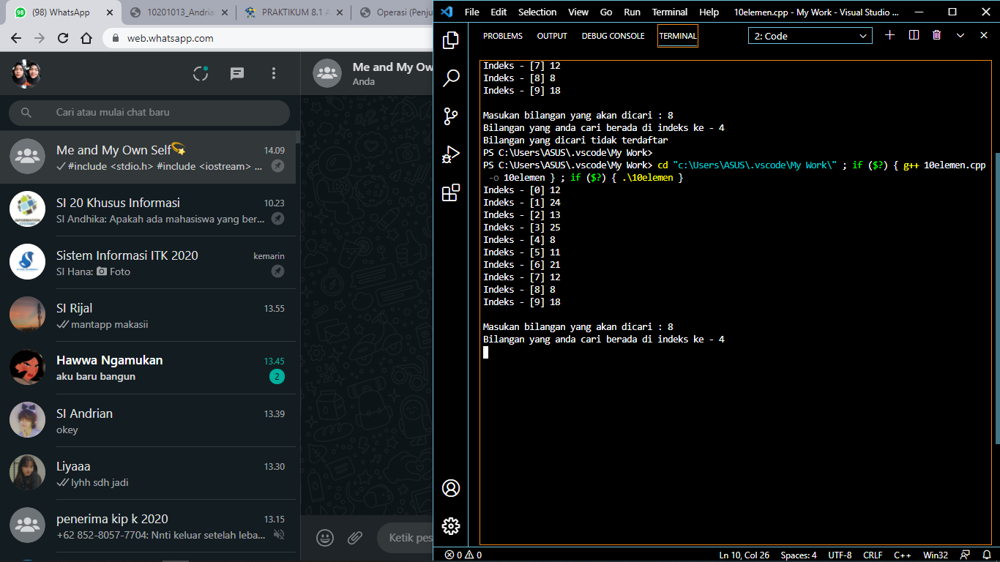 (98) WhatsApp
10201013_Andria
PRAKTIKUM 8.1 A
Operasi (Penju
web.whatsapp.com
Me and My Ow
Anda
Cari atau mulai chat baru
Me and My Own Self💫
14.09
#include <stdio.h> #include <iostream> ...
SI 20 Khusus Informasi
10.23
SI Andhika: Apakah ada mahasiswa yang ber...
Sistem Informasi ITK 2020
kemarin
SI Hana: 📷 Foto
SI Rijal
13.55
mantapp makasii
Hawwa Ngamukan
13.45
aku baru bangun
2
SI Andrian
13.39
okey
Liyaaa
13.30
lyhh sdh jadi
penerima kip k 2020
13.15
+62 852-8057-7704: Nnti keluar setelah leba...
Ketik pes
File Edit Selection View Go Run Terminal Help
10elemen.cpp - My Work - Visual Studio ...
PROBLEMS OUTPUT DEBUG CONSOLE TERMINAL
2: Code
Indeks - [7] 12
Indeks - [8] 8
Indeks - [9] 18
Masukan bilangan yang akan dicari : 8
Bilangan yang anda cari berada di indeks ke - 4
Bilangan yang dicari tidak terdaftar
PS C:\Users\ASUS\.vscode\My Work>
PS C:\Users\ASUS\.vscode\My Work> cd "c:\Users\ASUS\.vscode\My Work\" ; if ($?) { g++ 10elemen.cpp
-o 10elemen } ; if ($?) { .\10elemen }
Indeks - [0] 12
Indeks - [1] 24
Indeks - [2] 13
Indeks - [3] 25
Indeks - [4] 8
Indeks - [5] 11
Indeks - [6] 21
Indeks - [7] 12
Indeks - [8] 8
Indeks - [9] 18
Masukan bilangan yang akan dicari : 8
Bilangan yang anda cari berada di indeks ke - 4
0 0
Ln 10, Col 26 Spaces: 4 UTF-8 CRLF C++ Win32